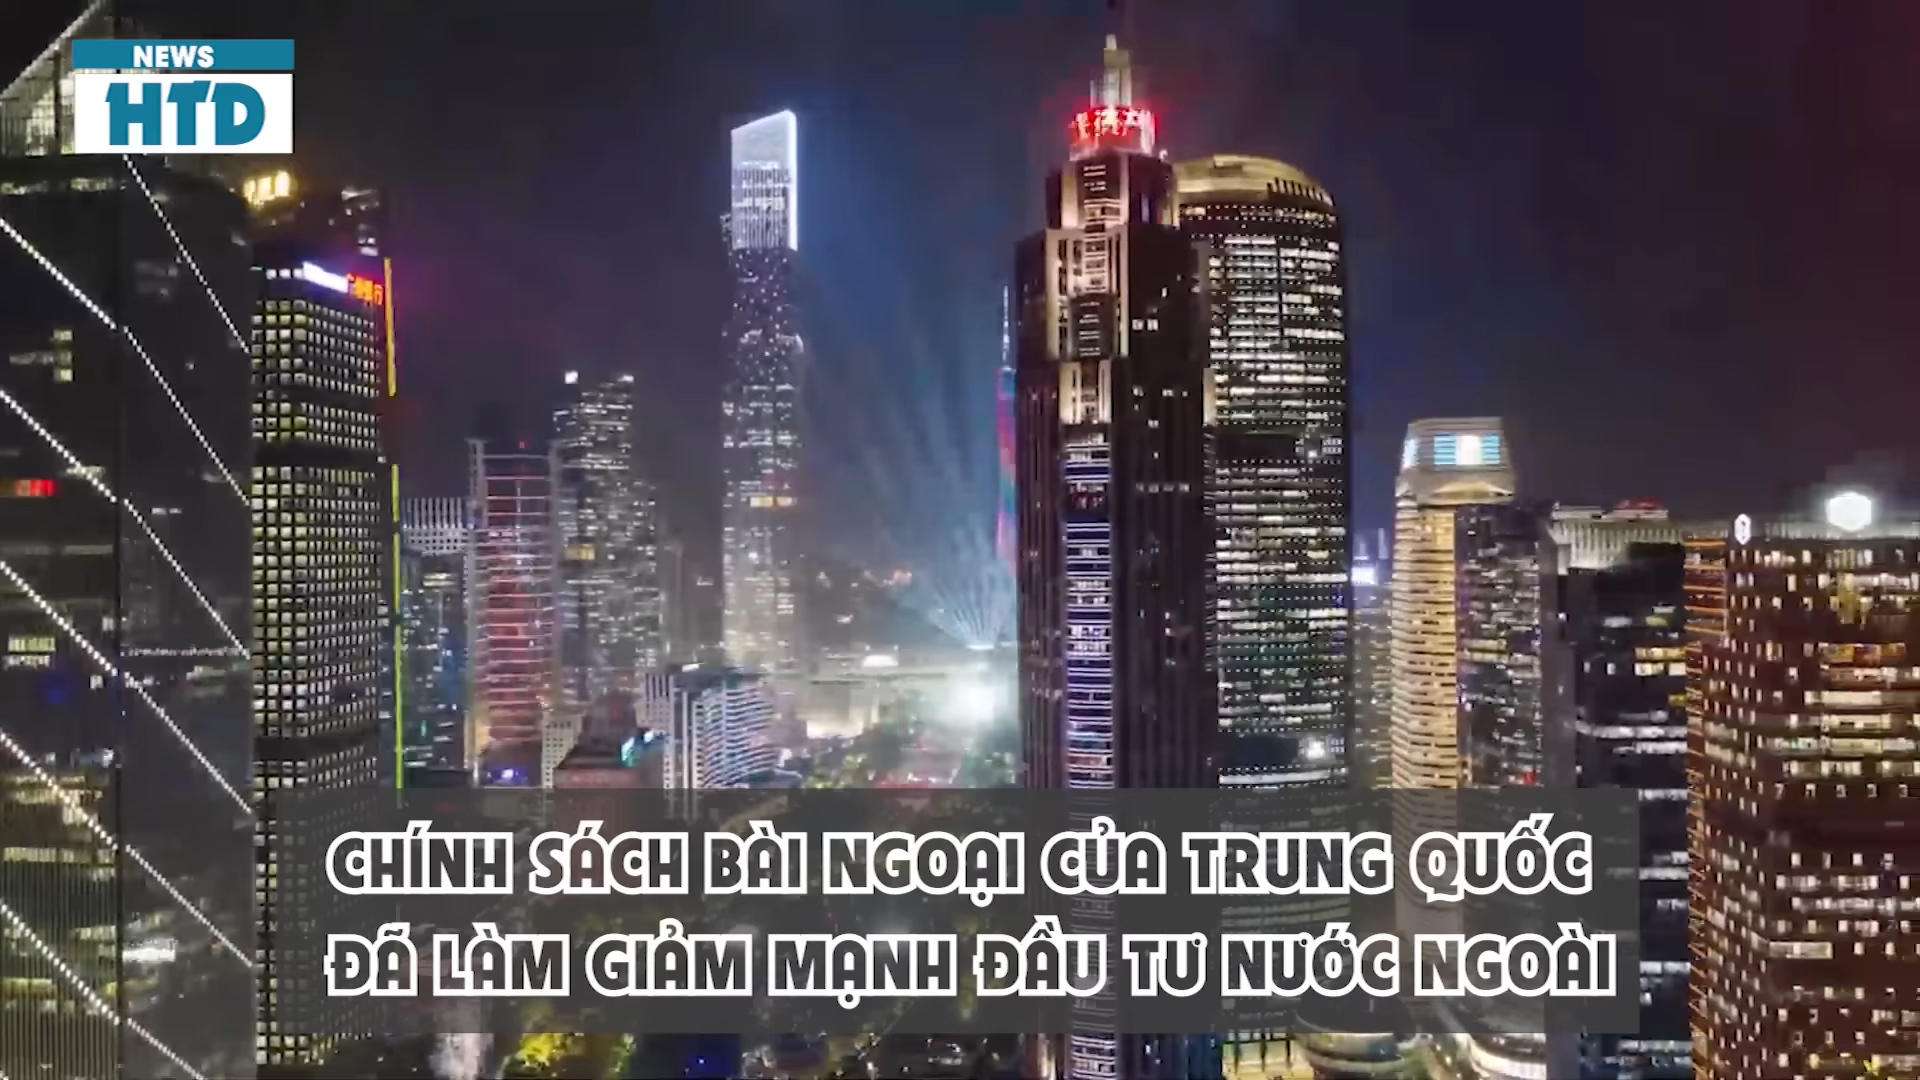 NEWS
HTD
CHÍNH SÁCH BÀI NGOẠI CỦA TRUNG QUỐC
ĐÃ LÀM GIẢM MẠNH ĐẦU TƯ NƯỚC NGOÀI